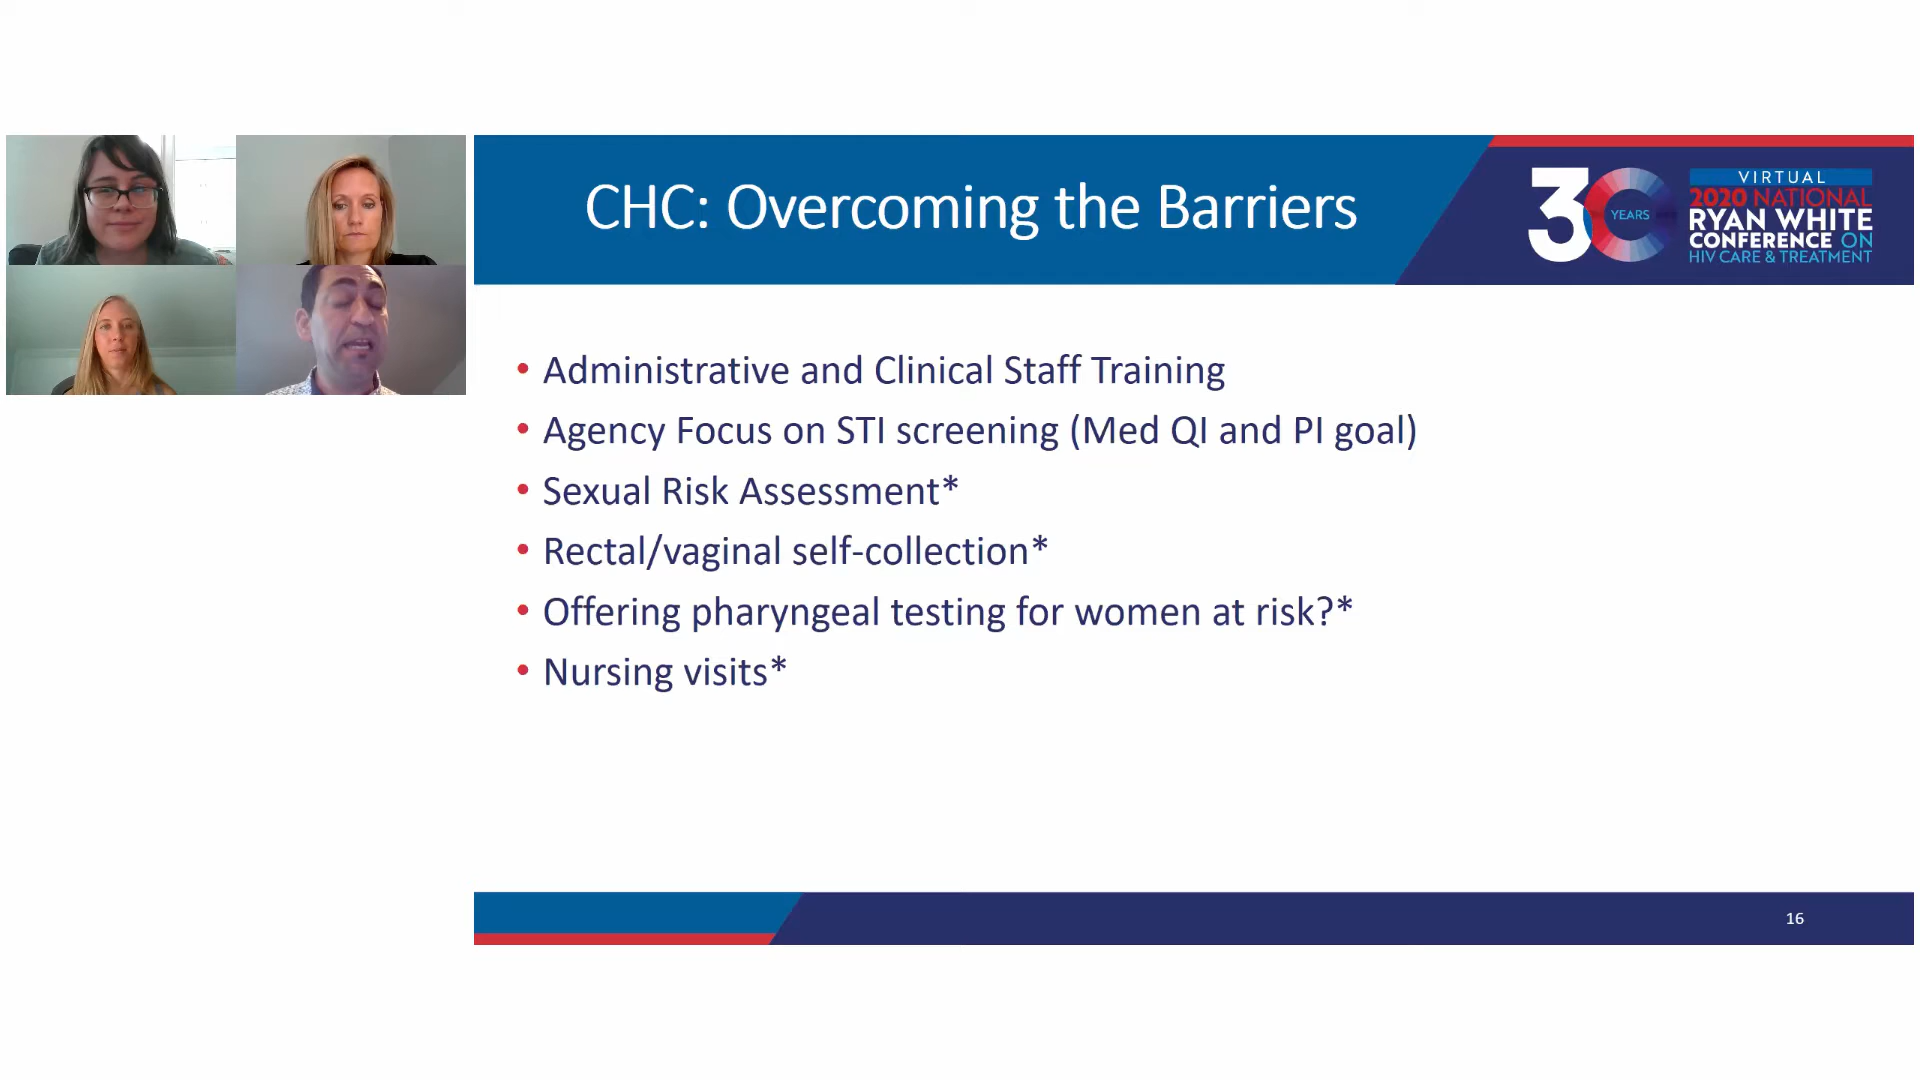 CHC: Overcoming the Barriers
30
YEARS
VIRTUAL
2020 NATIONAL
RYAN WHITE
CONFERENCE ON
HIV CARE & TREATMENT
• Administrative and Clinical Staff Training
• Agency Focus on STI screening (Med QI and PI goal)
• Sexual Risk Assessment*
• Rectal/vaginal self-collection*
• Offering pharyngeal testing for women at risk?*
• Nursing visits*
16